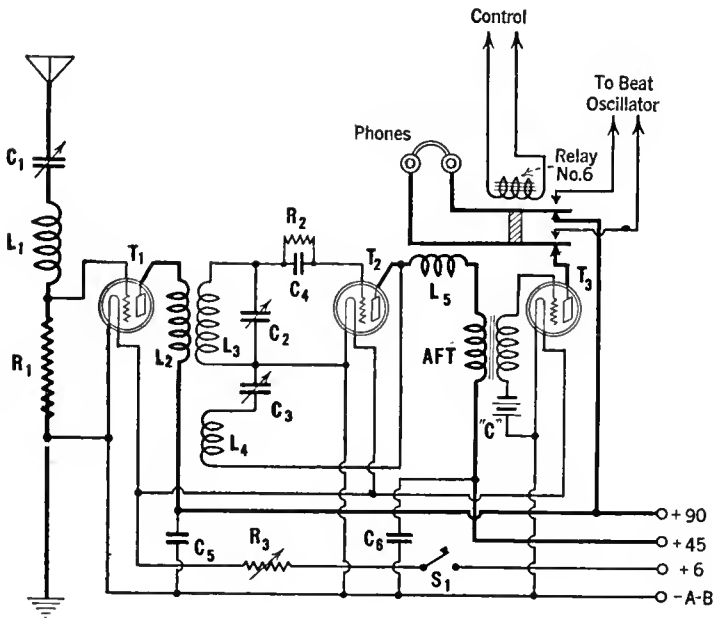 Control
To Beat
Oscillator
Phones
Relay
No.6
C1
L1
R1
T1
L2
L3
R2
C4
C2
C3
L4
T2
L5
AFT
T3
"C"
C5
R3
C6
S1
+90
+45
+6
-A-B